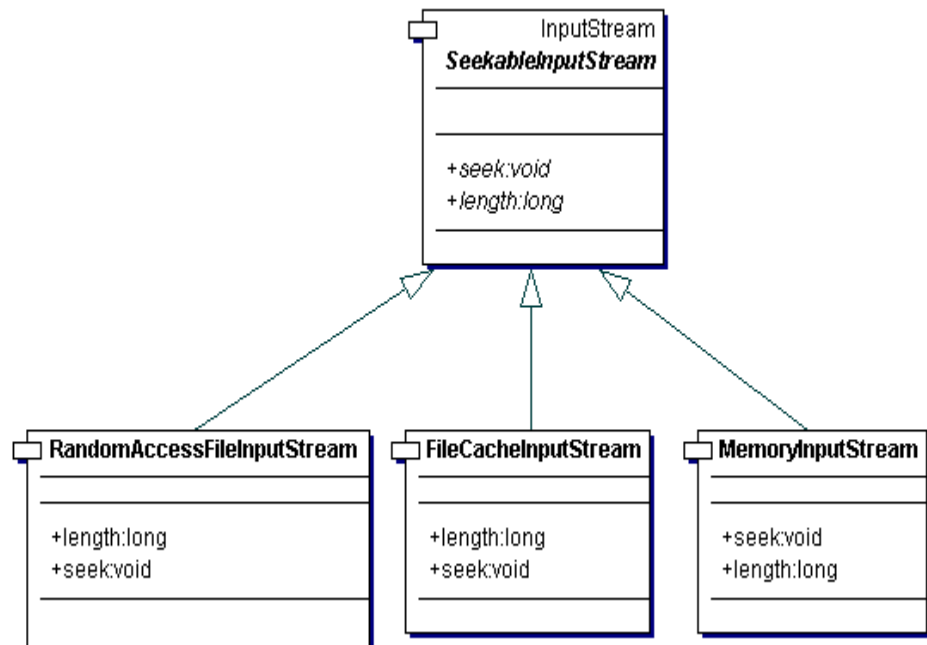 InputStream
SeekableInputStream
+seek:void
+length:long
RandomAccessFileInputStream
+length:long
+seek:void
FileCacheInputStream
+length:long
+seek:void
MemoryInputStream
+seek:void
+length:long